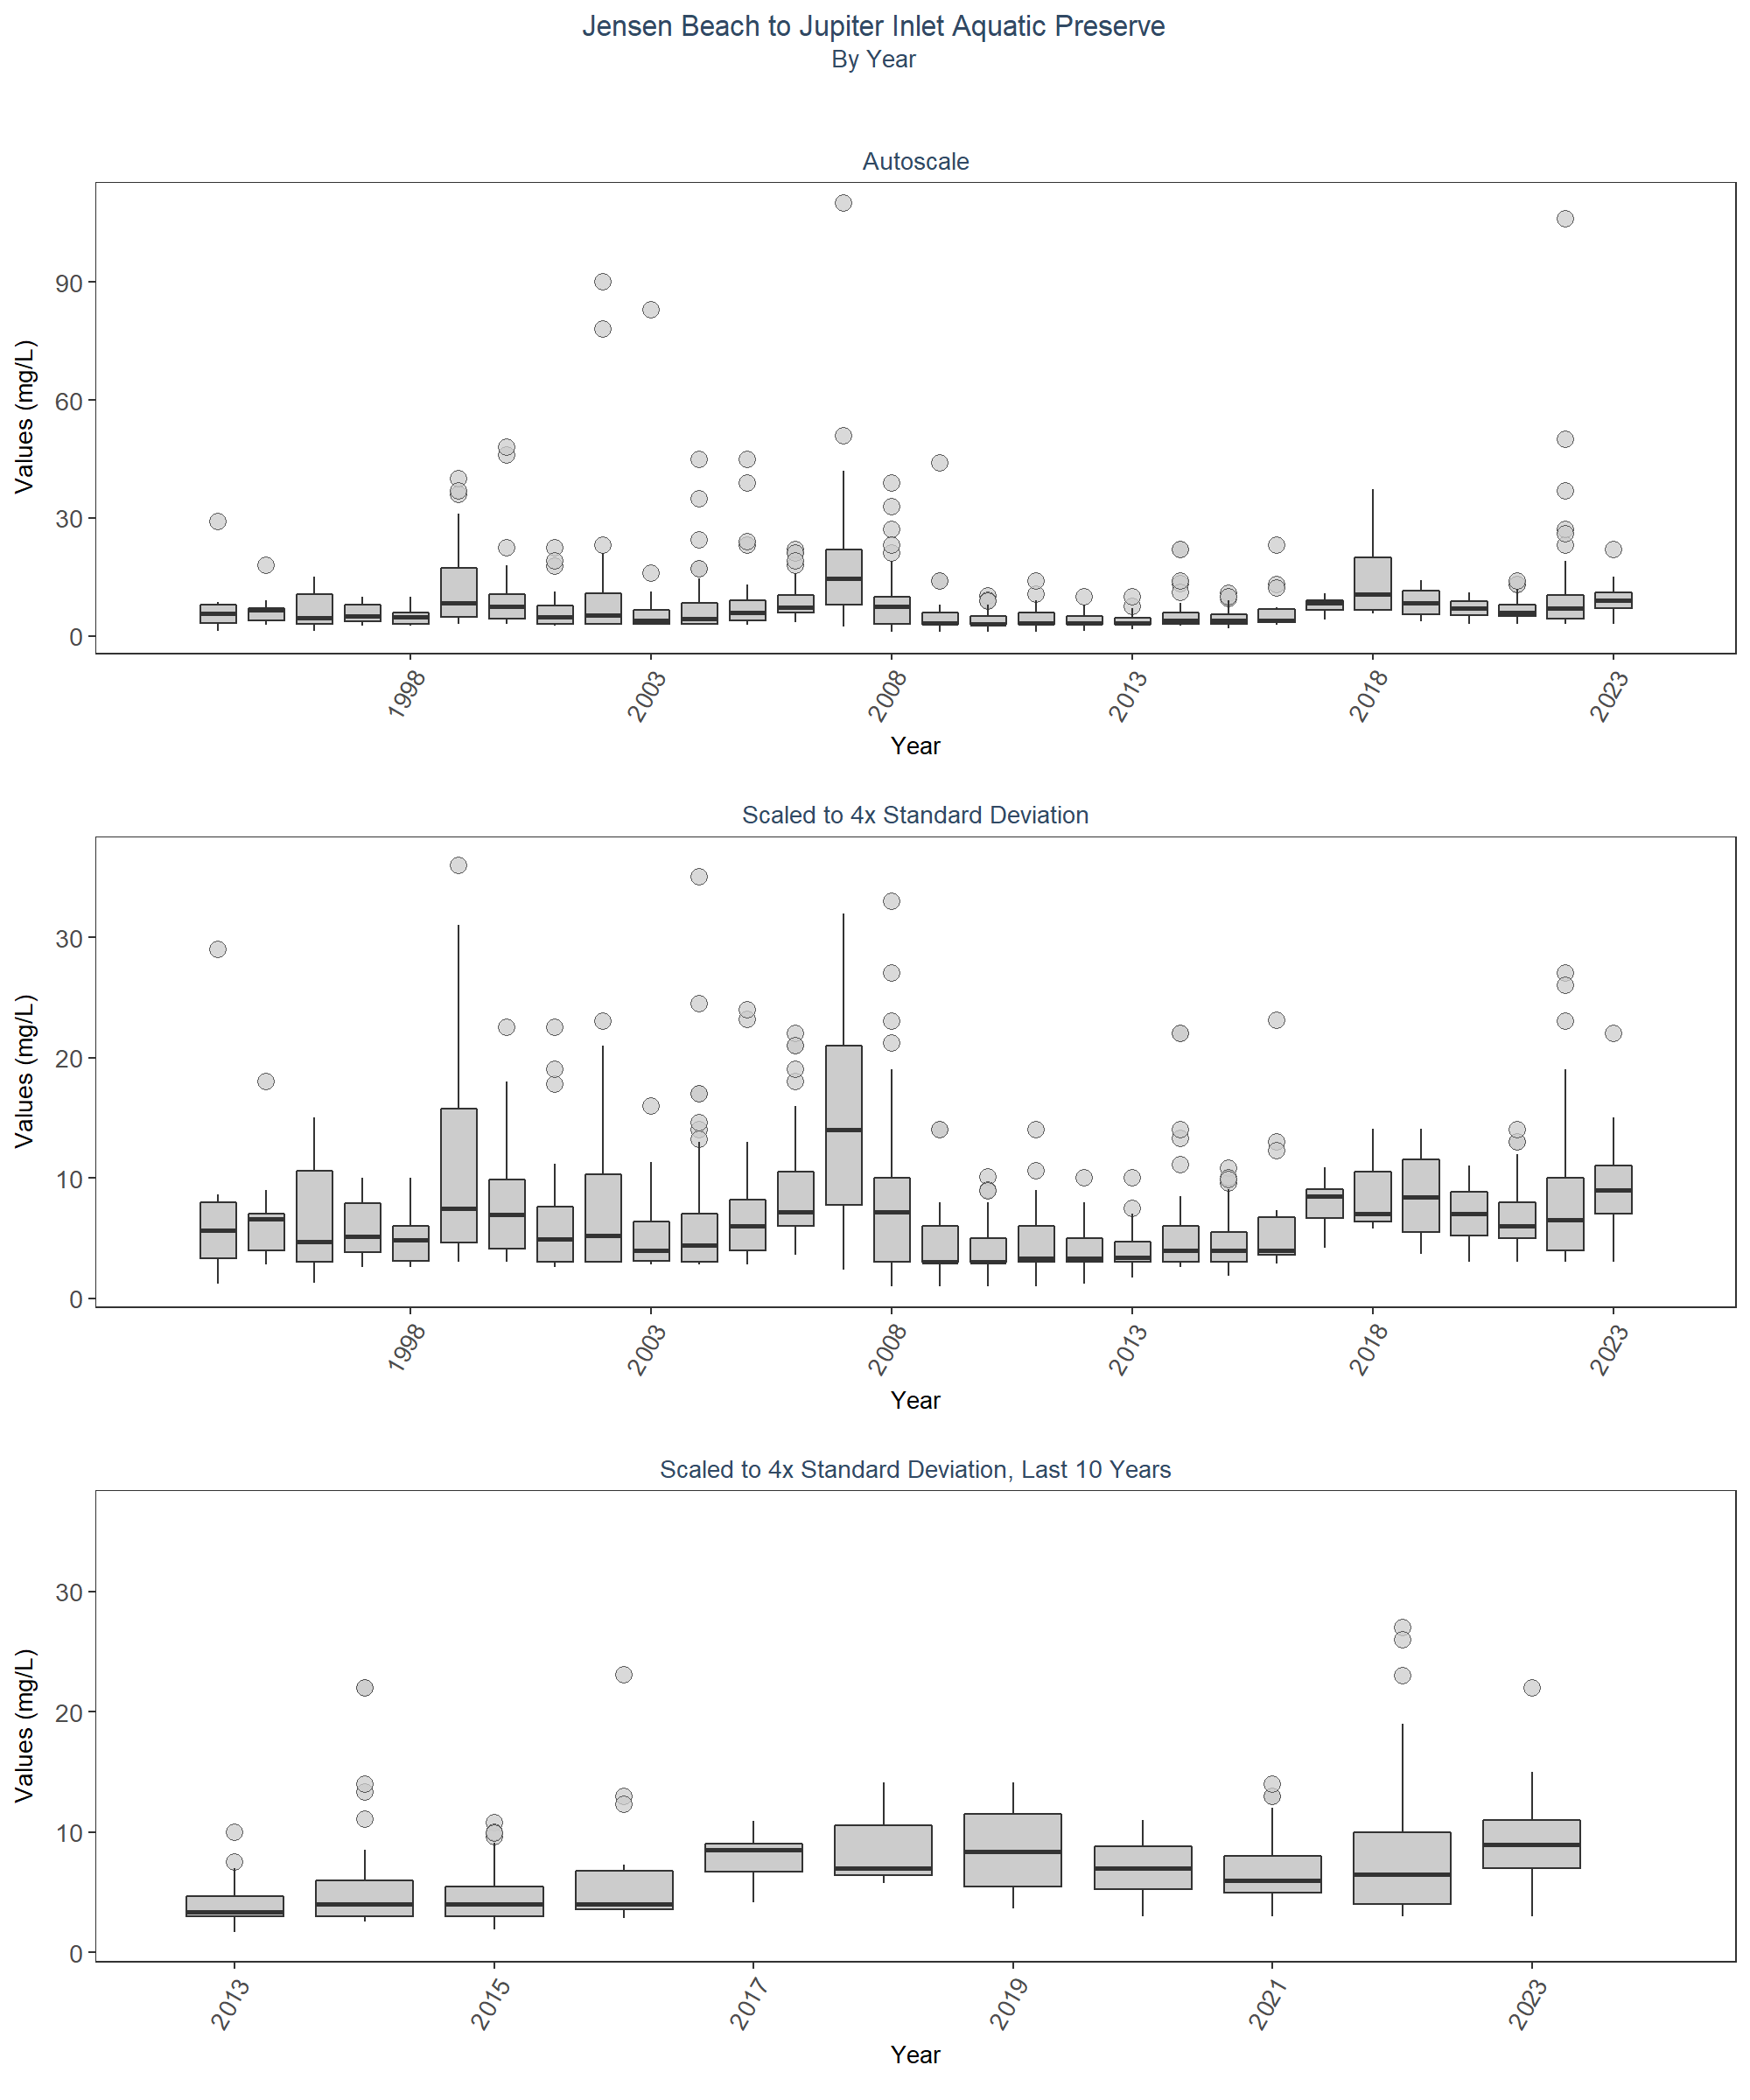 Jensen Beach to Jupiter Inlet Aquatic Preserve
By Year
Autoscale
Values (mg/L)
90
60
30
0
1998
2003
2008
2013
2018
2023
Year
Scaled to 4x Standard Deviation
Values (mg/L)
30
20
10
0
1998
2003
2008
2013
2018
2023
Year
Scaled to 4x Standard Deviation, Last 10 Years
Values (mg/L)
30
20
10
0
2013
2015
2017
2019
2021
2023
Year